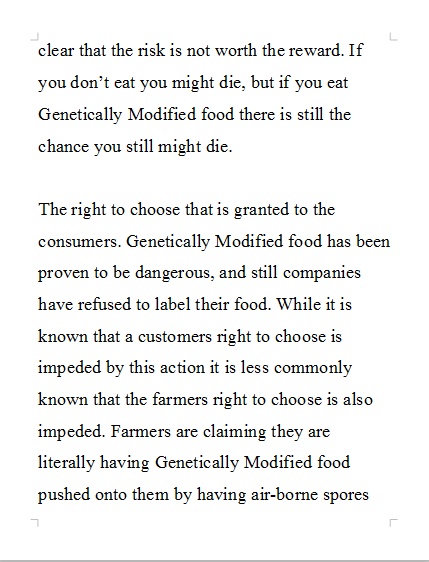 clear that the risk is not worth the reward. If
you don’t eat you might die, but if you eat
Genetically Modified food there is still the
chance you still might die.
The right to choose that is granted to the
consumers. Genetically Modified food has been
proven to be dangerous, and still companies
have refused to label their food. While it is
known that a customers right to choose is
impeded by this action it is less commonly
known that the farmers right to choose is also
impeded. Farmers are claiming they are
literally having Genetically Modified food
pushed onto them by having air-borne spores